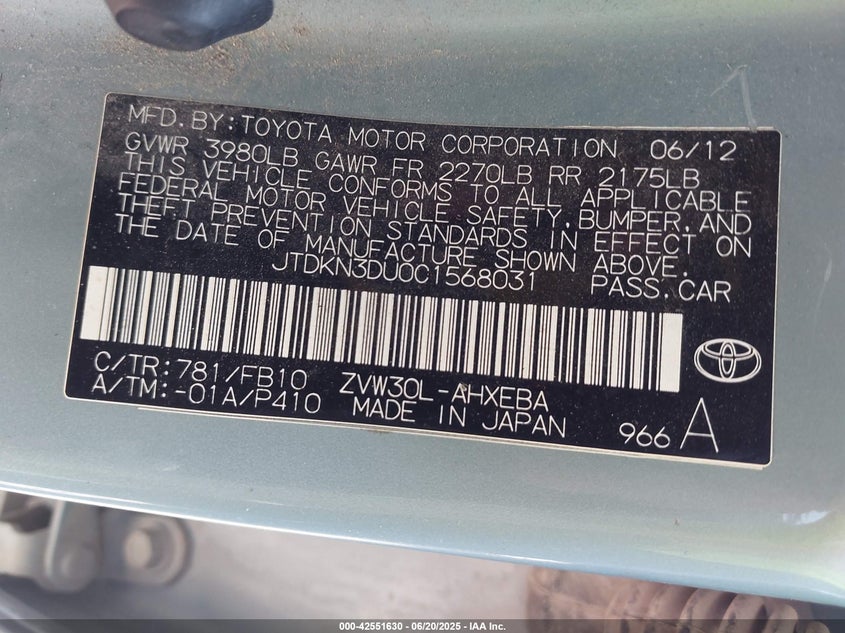 MFD.BY:TOYOTA MOTOR CORPORATION 06/12
GVWR 3980LB GAWR FR 2270LB RR 2175LB
THIS VEHICLE CONFORMS TO ALL APPLICABLE
FEDERAL MOTOR VEHICLE SAFETY,BUMPER,AND
THEFT PREVENTION STANDARDS IN EFFECT ON
THE DATE OF MANUFACTURE SHOWN ABOVE.
JTDKN3DU0C1568031 PASS.CAR
C/TR:781/FB10 ZVW30L-AHXEBA
A/TM:-01A/P410 MADE IN JAPAN 966 A
000-42551630 - 06/20/2025 - IAA Inc.